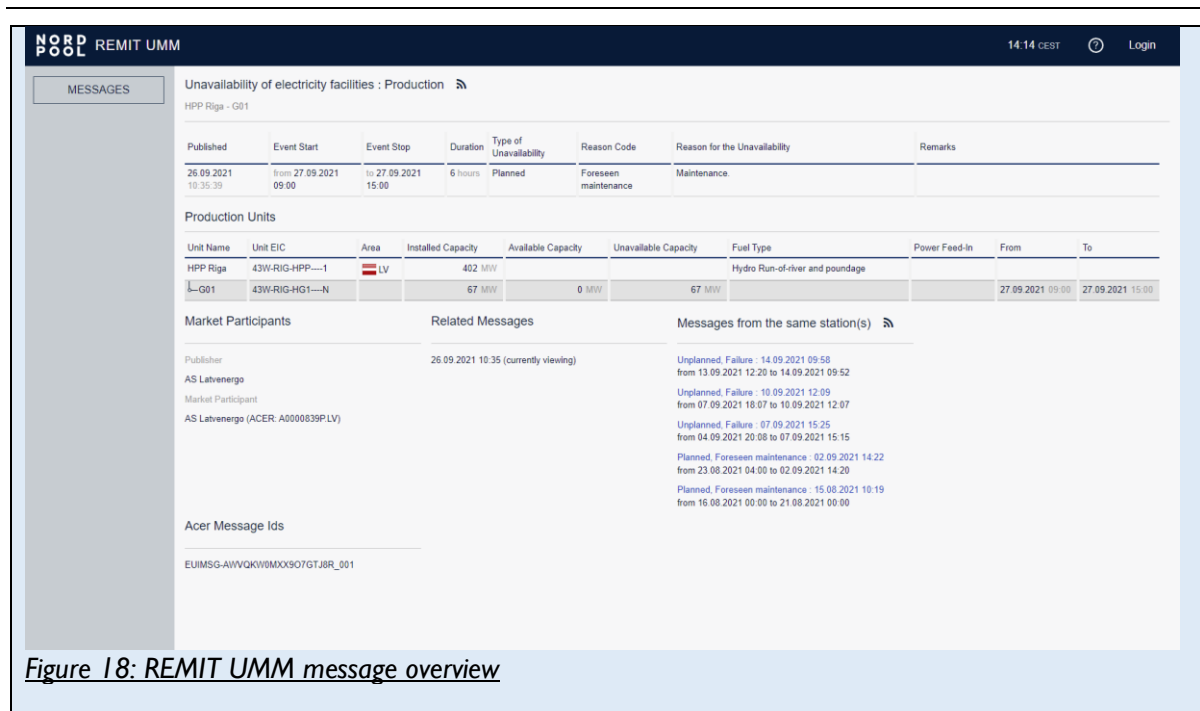 NORD POOL REMIT UMM 14:14 CEST ? Login
MESSAGES
Unavailability of electricity facilities : Production
HPP Riga - G01
Published Event Start Event Stop Duration Type of Unavailability Reason Code Reason for the Unavailability Remarks
26.09.2021 10:35:39 from 27.09.2021 09:00 to 27.09.2021 15:00 6 hours Planned Foreseen maintenance Maintenance.
Production Units
Unit Name Unit EIC Area Installed Capacity Available Capacity Unavailable Capacity Fuel Type Power Feed-In From To
HPP Riga 43W-RIG-HPP----1 LV 402 MW Hydro Run-of-river and poundage
G01 43W-RIG-HG1----N 67 MW 0 MW 67 MW 27.09.2021 09:00 27.09.2021 15:00
Market Participants
Publisher
AS Latvenergo
Market Participant
AS Latvenergo (ACER: A0000839P.LV)
Related Messages
26.09.2021 10:35 (currently viewing)
Messages from the same station(s)
Unplanned, Failure : 14.09.2021 09:58
from 13.09.2021 12:20 to 14.09.2021 09:52
Unplanned, Failure : 10.09.2021 12:09
from 07.09.2021 18:07 to 10.09.2021 12:07
Unplanned, Failure : 07.09.2021 15:25
from 04.09.2021 20:08 to 07.09.2021 15:15
Planned, Foreseen maintenance : 02.09.2021 14:22
from 23.08.2021 04:00 to 02.09.2021 14:20
Planned, Foreseen maintenance : 15.08.2021 10:19
from 16.08.2021 00:00 to 21.08.2021 00:00
Acer Message Ids
EUIMSG-AWVQKW0MXX9O7GTJ8R_001
Figure 18: REMIT UMM message overview